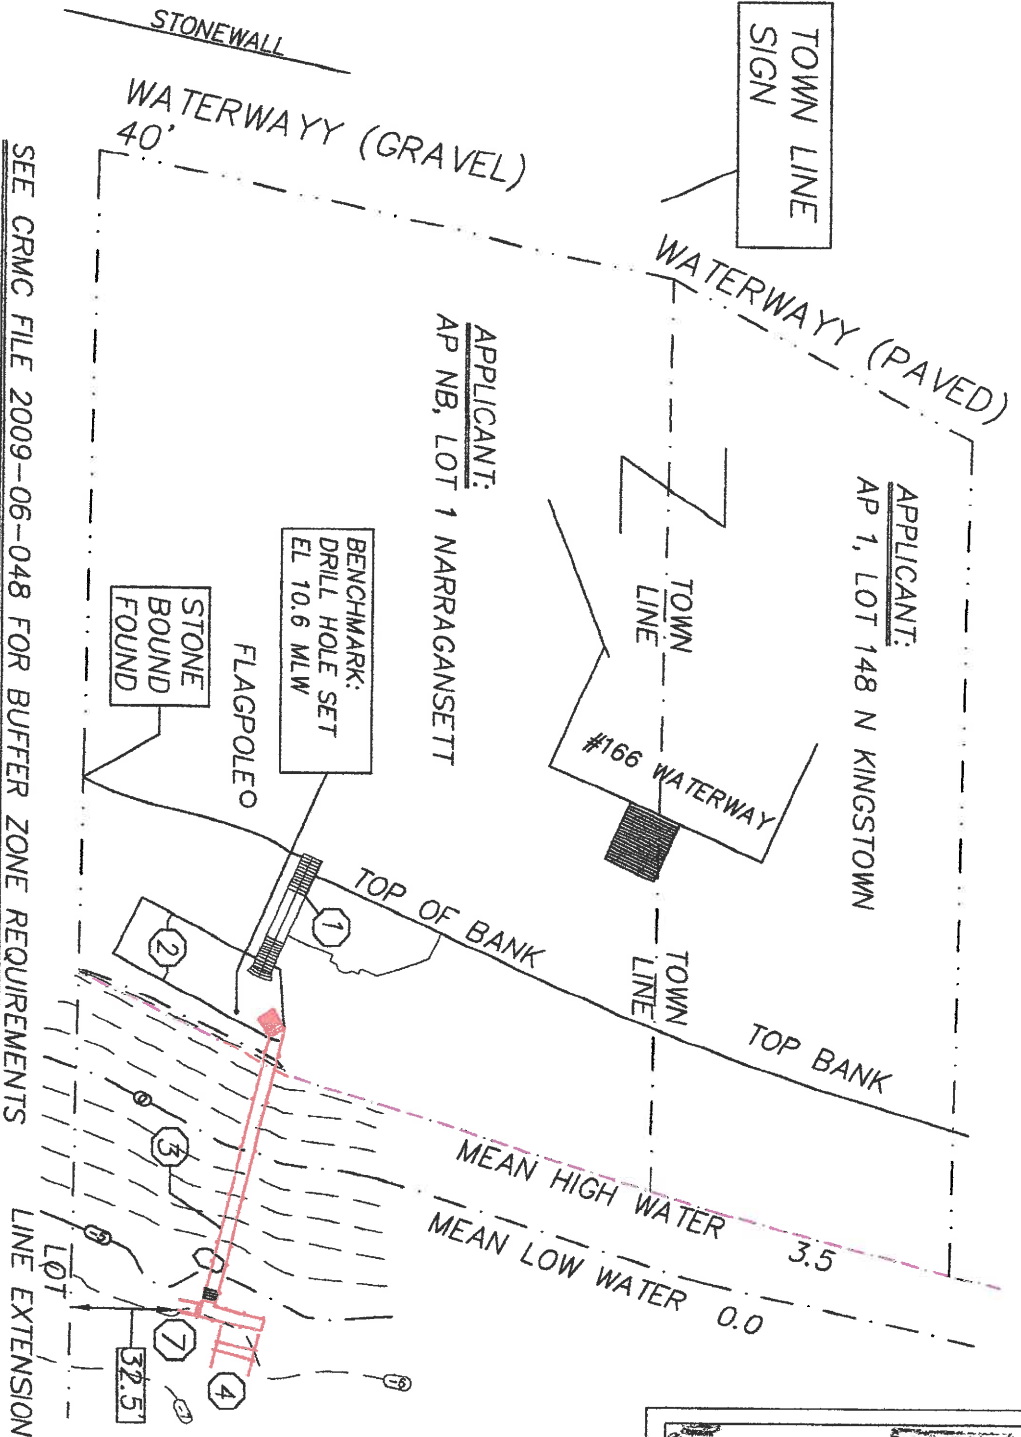 STONEWALL
WATERWAYY (GRAVEL)
40'
TOWN LINE
SIGN
WATERWAYY (PAVED)
APPLICANT:
AP 1, LOT 148 N KINGSTOWN
APPLICANT:
AP NB, LOT 1 NARRAGANSETT
TOWN
LINE
#166 WATERWAY
TOWN
LINE
BENCHMARK:
DRILL HOLE SET
EL 10.6 MLW
FLAGPOLE
STONE
BOUND
FOUND
TOP OF BANK
TOP BANK
1
2
3
4
7
MEAN HIGH WATER 3.5
MEAN LOW WATER 0.0
0
-6
32.5'
LOT
LINE EXTENSION
SEE CRMC FILE 2009-06-048 FOR BUFFER ZONE REQUIREMENTS